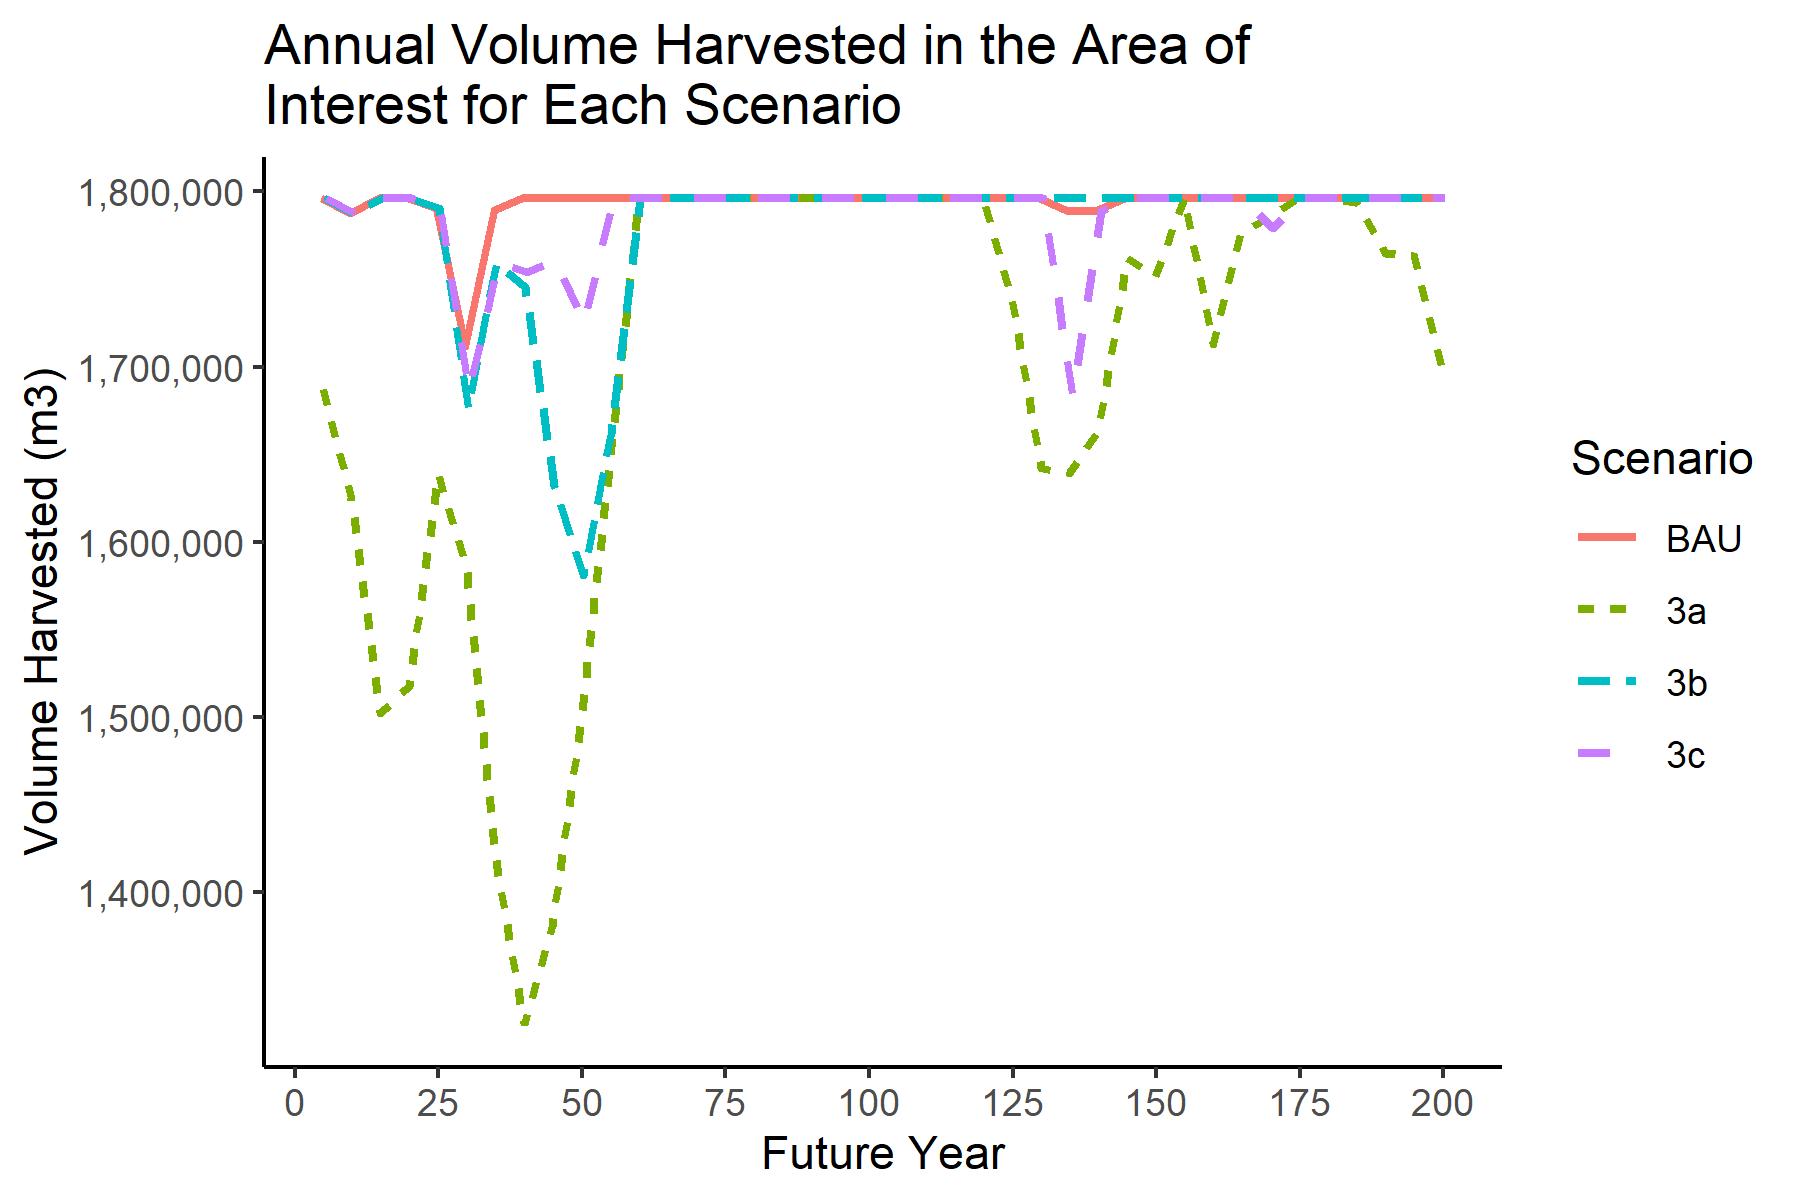 Annual Volume Harvested in the Area of
Interest for Each Scenario
Volume Harvested (m3)
1,800,000
1,700,000
1,600,000
1,500,000
1,400,000
0 25 50 75 100 125 150 175 200
Future Year
Scenario
BAU
3a
3b
3c